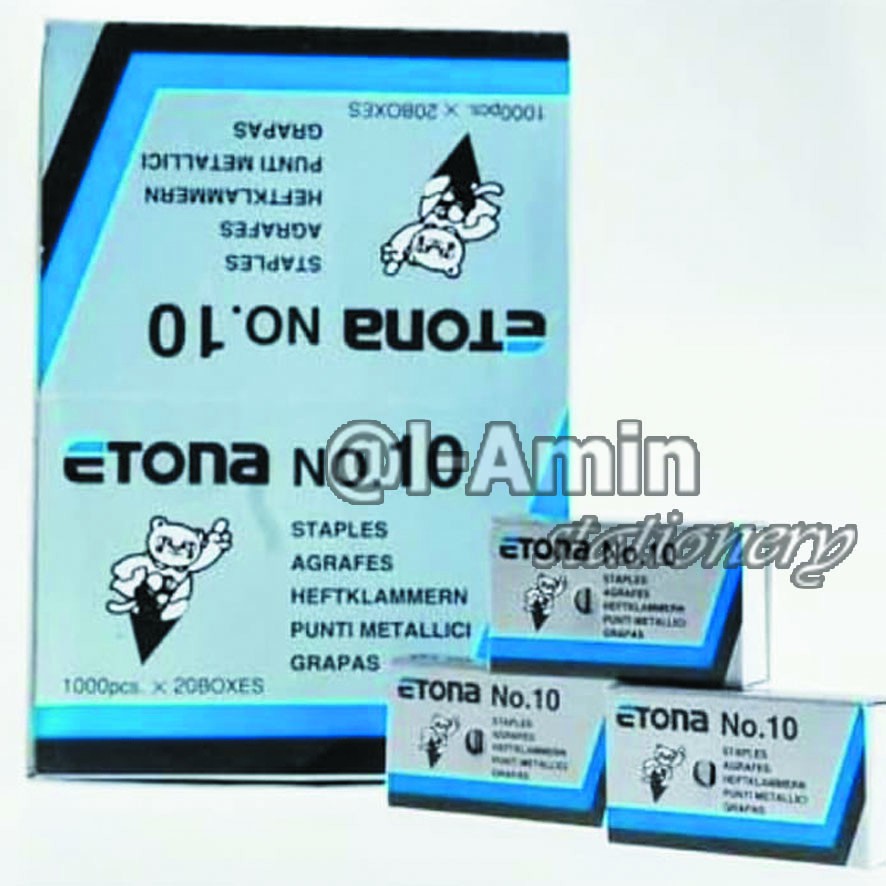 1000pcs. × 20BOXES
GRAPAS
PUNTI METALLICI
HEFTKLAMMERN
AGRAFES
STAPLES
ETONA NO.10
ETONA NO.10
@I-Amin
stationery
STAPLES
AGRAFES
HEFTKLAMMERN
PUNTI METALLICI
GRAPAS
1000pcs. × 20BOXES
ETONA No.10
STAPLES
AGRAFES
HEFTKLAMMERN
PUNTI METALLICI
GRAPAS
ETONA No.10
STAPLES
AGRAFES
HEFTKLAMMERN
PUNTI METALLICI
GRAPAS
ETONA No.10
STAPLES
AGRAFES
HEFTKLAMMERN
PUNTI METALLICI
GRAPAS